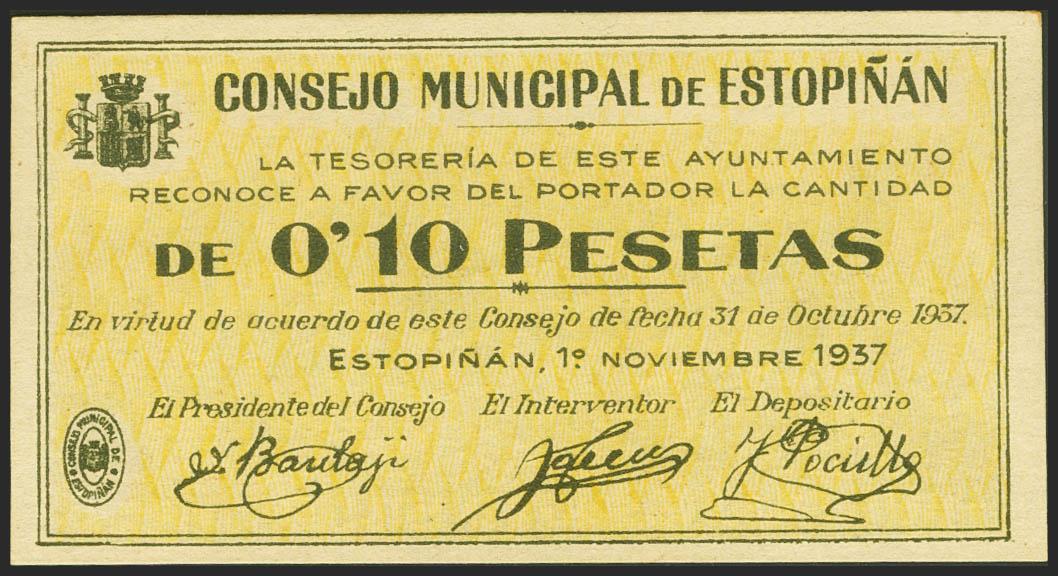 CONSEJO MUNICIPAL DE ESTOPIÑÁN
LA TESORERÍA DE ESTE AYUNTAMIENTO
RECONOCE A FAVOR DEL PORTADOR LA CANTIDAD
DE 0'10 PESETAS
En virtud de acuerdo de este Consejo de fecha 31 de Octubre 1937.
ESTOPIÑÁN, 1º NOVIEMBRE 1937
El Presidente del Consejo El Interventor El Depositario
CONSEJO MUNICIPAL DE ESTOPIÑÁN